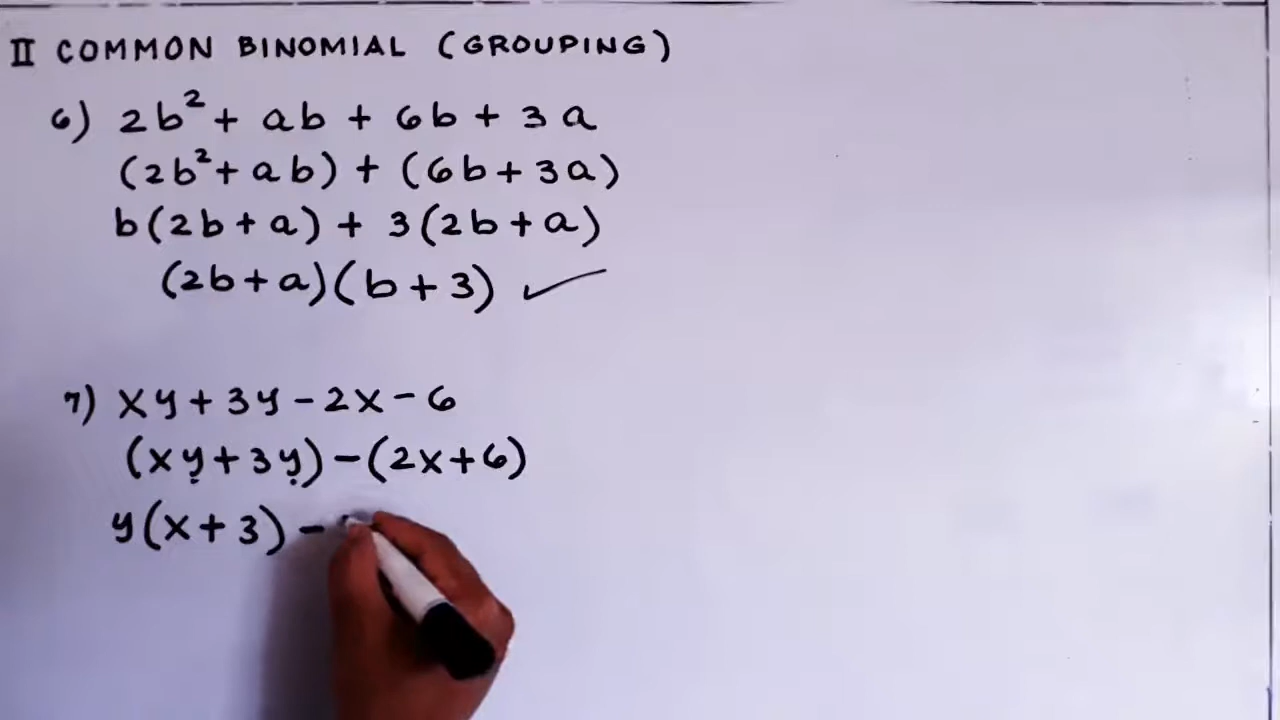 II COMMON BINOMIAL (GROUPING)
6) 2b² + ab + 6b + 3a
(2b² + ab) + (6b + 3a)
b(2b + a) + 3(2b + a)
(2b + a)(b + 3) ✓
7) xy + 3y - 2x - 6
(xy + 3y) - (2x + 6)
y(x + 3) -